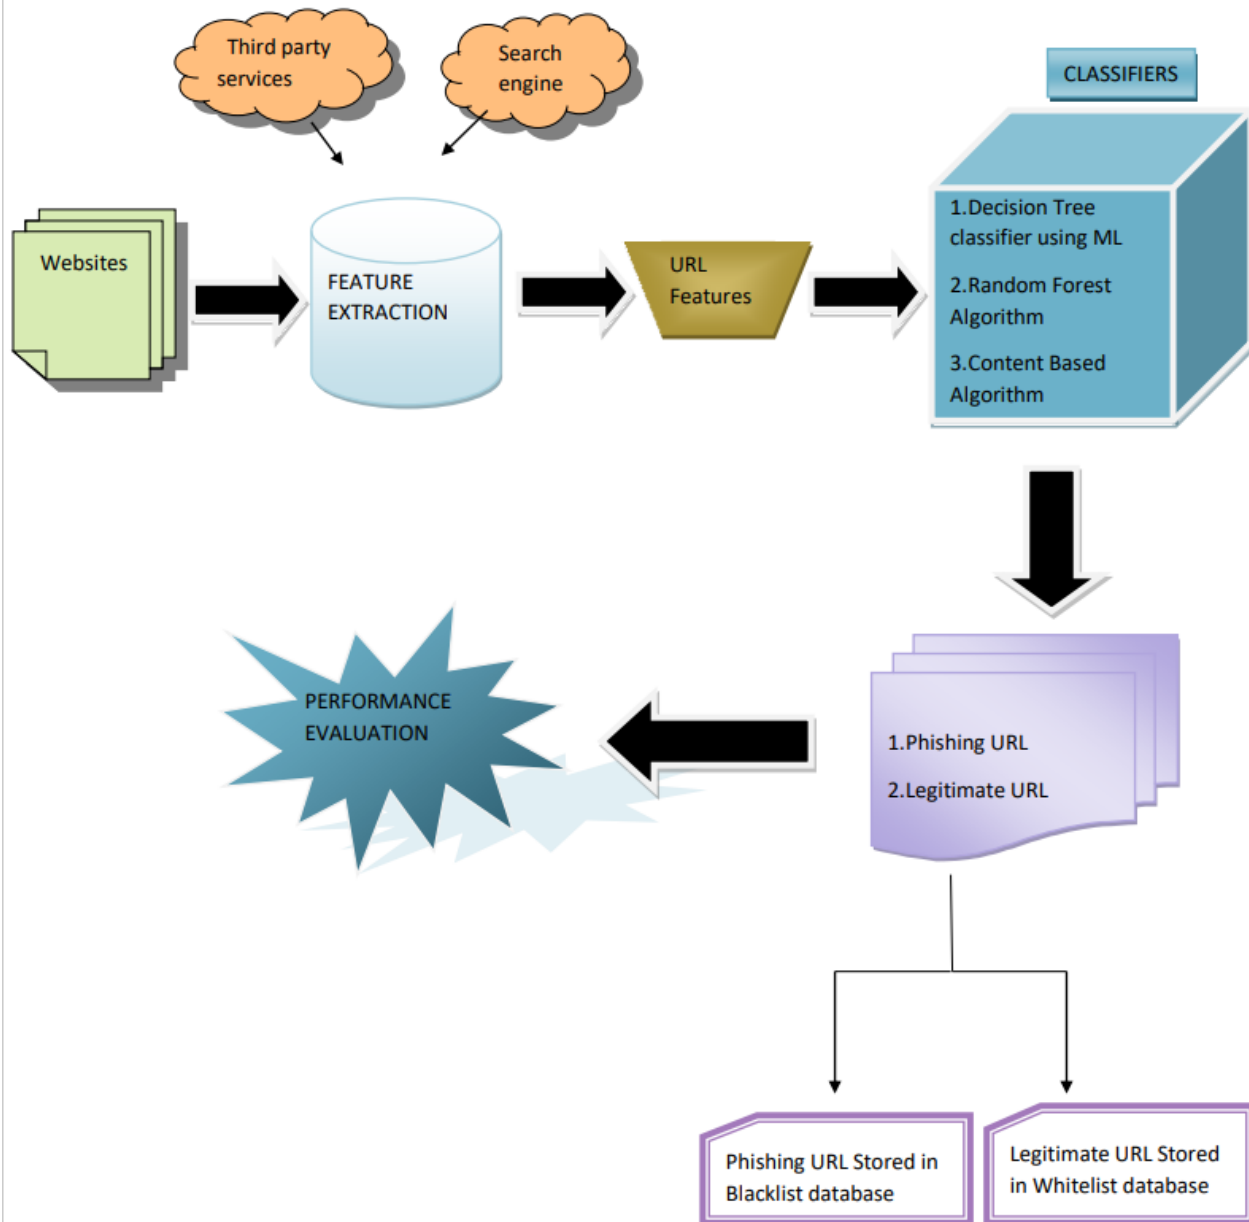 Third party
services
Search
engine
CLASSIFIERS
Websites
FEATURE
EXTRACTION
URL
Features
1.Decision Tree
classifier using ML
2.Random Forest
Algorithm
3.Content Based
Algorithm
PERFORMANCE
EVALUATION
1.Phishing URL
2.Legitimate URL
Phishing URL Stored in
Blacklist database
Legitimate URL Stored
in Whitelist database